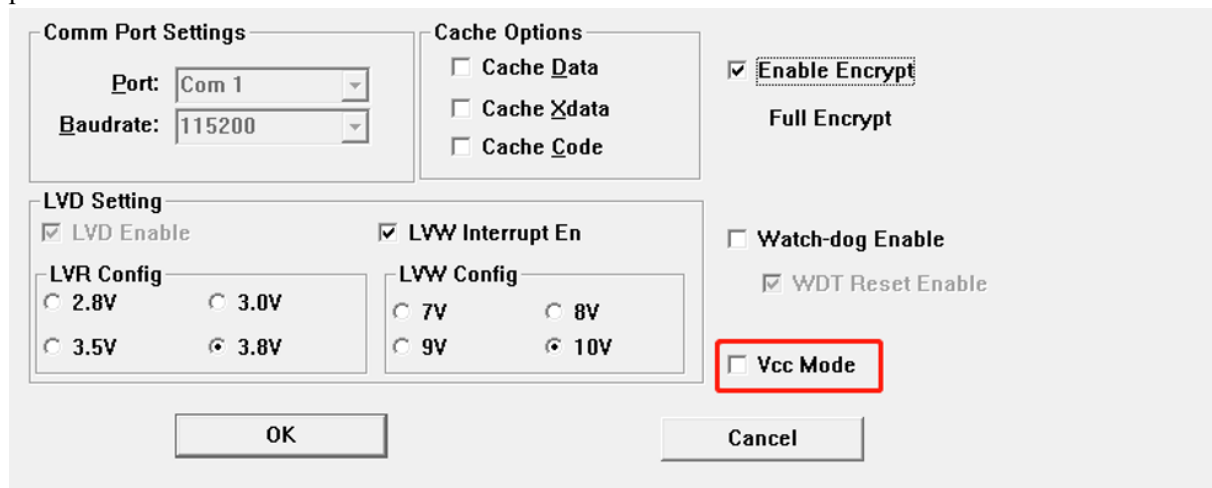 Comm Port Settings
Port: Com 1
Baudrate: 115200
Cache Options
Cache Data
Cache Xdata
Cache Code
Enable Encrypt
Full Encrypt
LVD Setting
LVD Enable
LVW Interrupt En
LVR Config
2.8V 3.0V
3.5V 3.8V
LVW Config
7V 8V
9V 10V
Watch-dog Enable
WDT Reset Enable
Vcc Mode
OK
Cancel